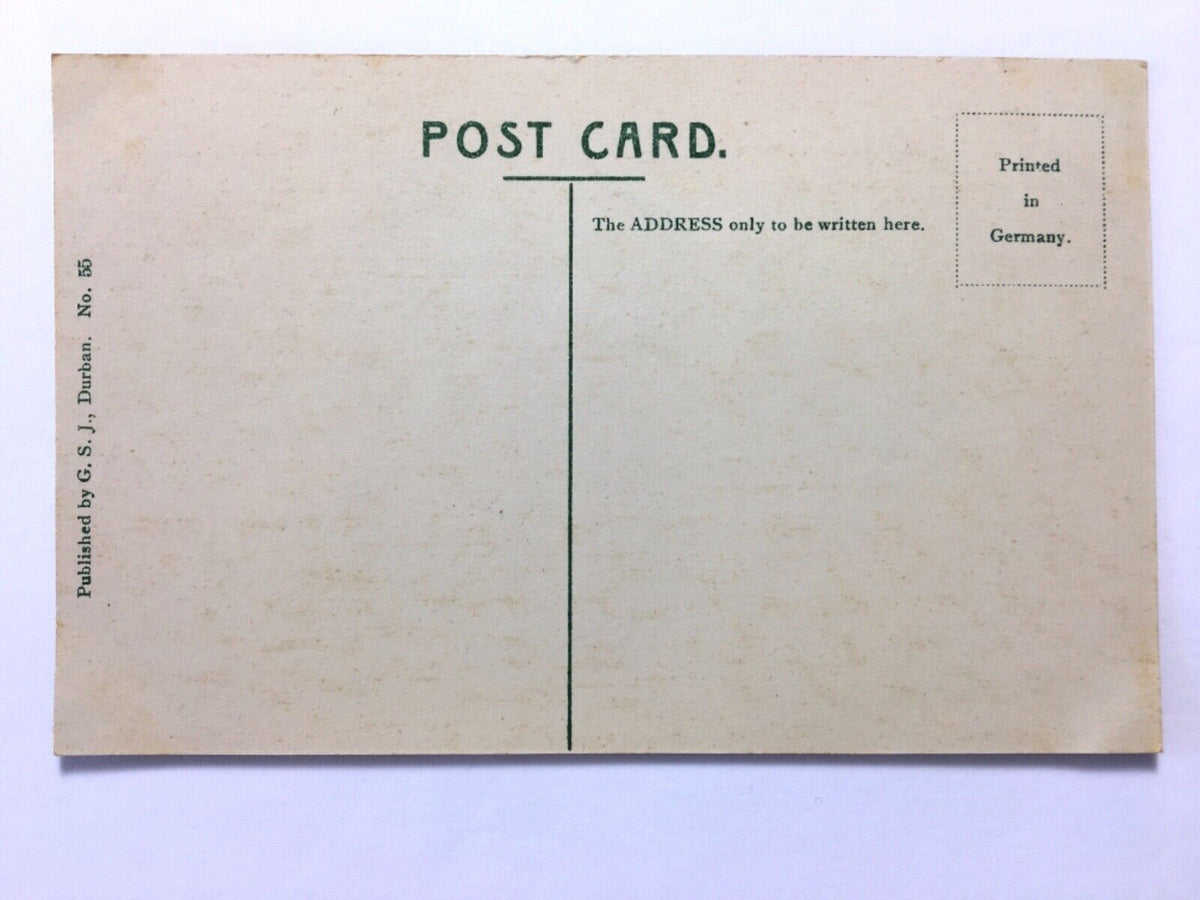 POST CARD.
The ADDRESS only to be written here.
Printed
in
Germany.
Published by G. S. J., Durban. No. 55